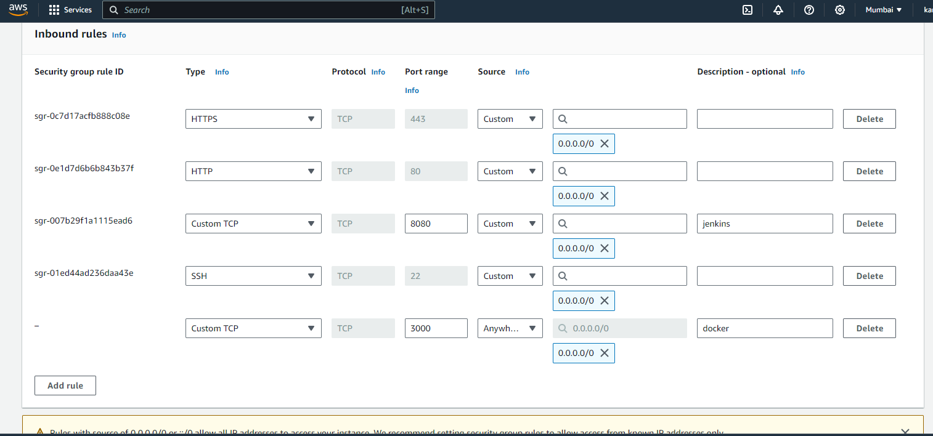 aws Services Search [Alt+S] Mumbai
Inbound rules Info
Security group rule ID Type Info Protocol Info Port range Source Info Description - optional Info
Info
sgr-0c7d17acfb888c08e HTTPS TCP 443 Custom Delete
0.0.0.0/0
sgr-0e1d7d6b6b843b37f HTTP TCP 80 Custom Delete
0.0.0.0/0
sgr-007b29f1a1115ead6 Custom TCP TCP 8080 Custom jenkins Delete
0.0.0.0/0
sgr-01ed44ad236daa43e SSH TCP 22 Custom Delete
0.0.0.0/0
– Custom TCP TCP 3000 Anywh... 0.0.0.0/0 docker Delete
0.0.0.0/0
Add rule
Rules with source of 0.0.0.0/0 or ::/0 allow all IP addresses to access your instance. We recommend setting security group rules to allow access from known IP addresses only.